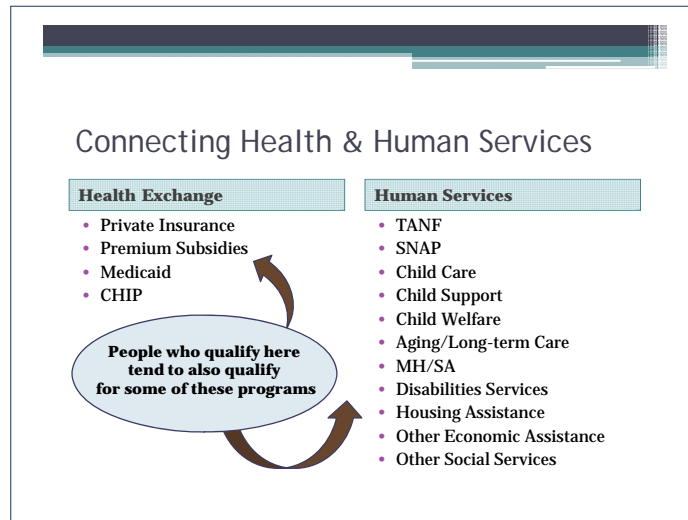 Connecting Health & Human Services
Health Exchange
• Private Insurance
• Premium Subsidies
• Medicaid
• CHIP
People who qualify here
tend to also qualify
for some of these programs
Human Services
• TANF
• SNAP
• Child Care
• Child Support
• Child Welfare
• Aging/Long-term Care
• MH/SA
• Disabilities Services
• Housing Assistance
• Other Economic Assistance
• Other Social Services